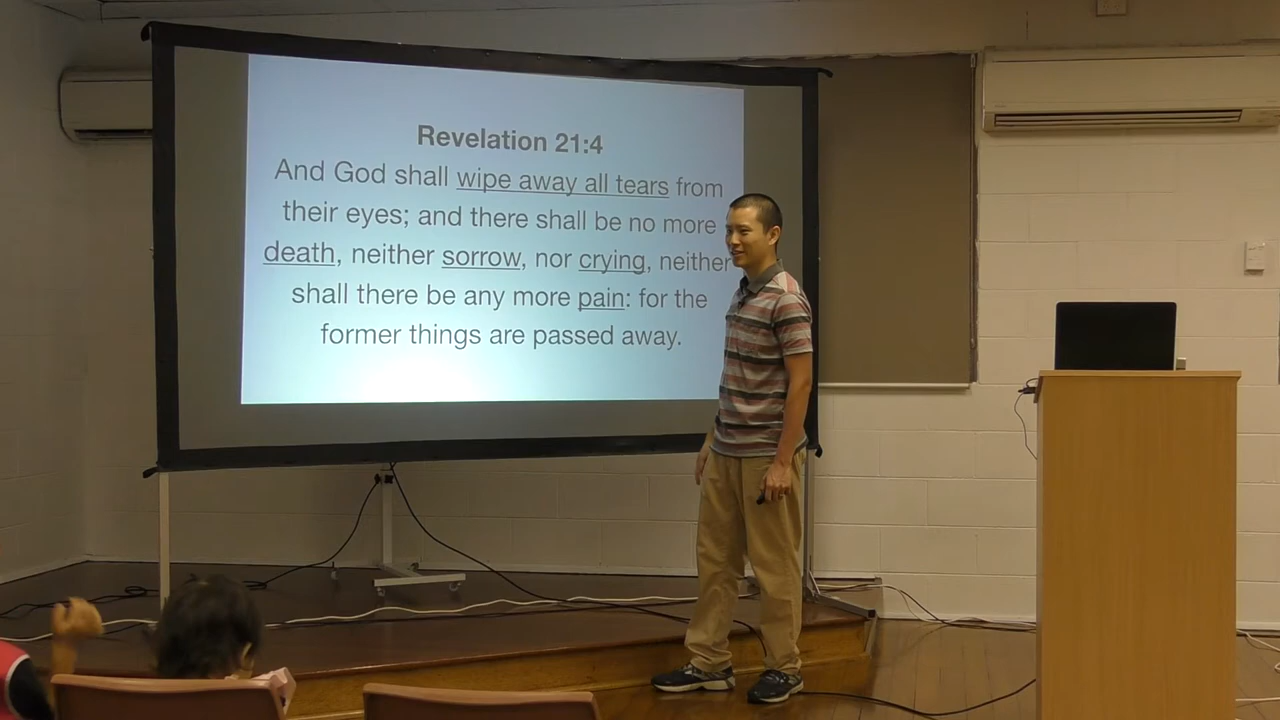 Revelation 21:4
And God shall wipe away all tears from
their eyes; and there shall be no more
death, neither sorrow, nor crying, neither
shall there be any more pain: for the
former things are passed away.